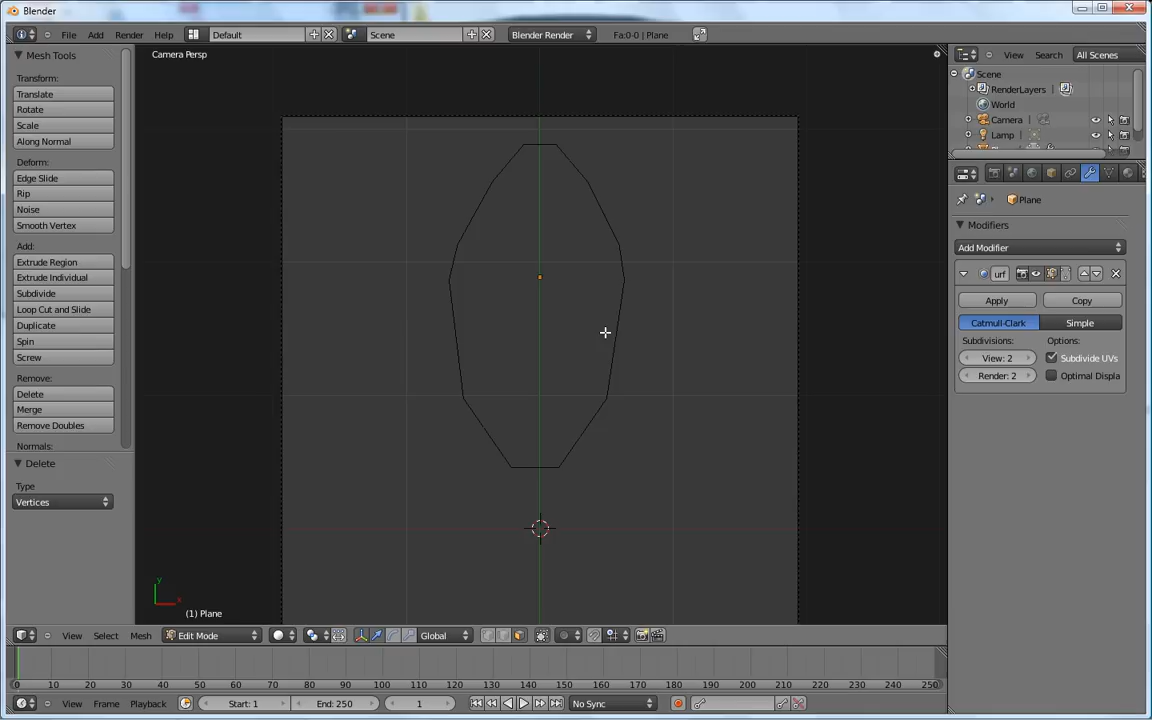 Blender
File Add Render Help Default Scene Blender Render Fa:0-0 | Plane
Mesh Tools
Camera Persp
View Search All Scenes
Transform:
Translate
Rotate
Scale
Along Normal
Deform:
Edge Slide
Rip
Noise
Smooth Vertex
Add:
Extrude Region
Extrude Individual
Subdivide
Loop Cut and Slide
Duplicate
Spin
Screw
Remove:
Delete
Merge
Remove Doubles
Normals:
Delete
Type
Vertices
Scene
RenderLayers
World
Camera
Lamp
Plane
Modifiers
Add Modifier
urf
Apply Copy
Catmull-Clark Simple
Subdivisions: Options:
View: 2 Subdivide UVs
Render: 2 Optimal Displa
y
x
(1) Plane
View Select Mesh Edit Mode Global
0 10 20 30 40 50 60 70 80 90 100 110 120 130 140 150 160 170 180 190 200 210 220 230 240 250
View Frame Playback Start: 1 End: 250 1 No Sync